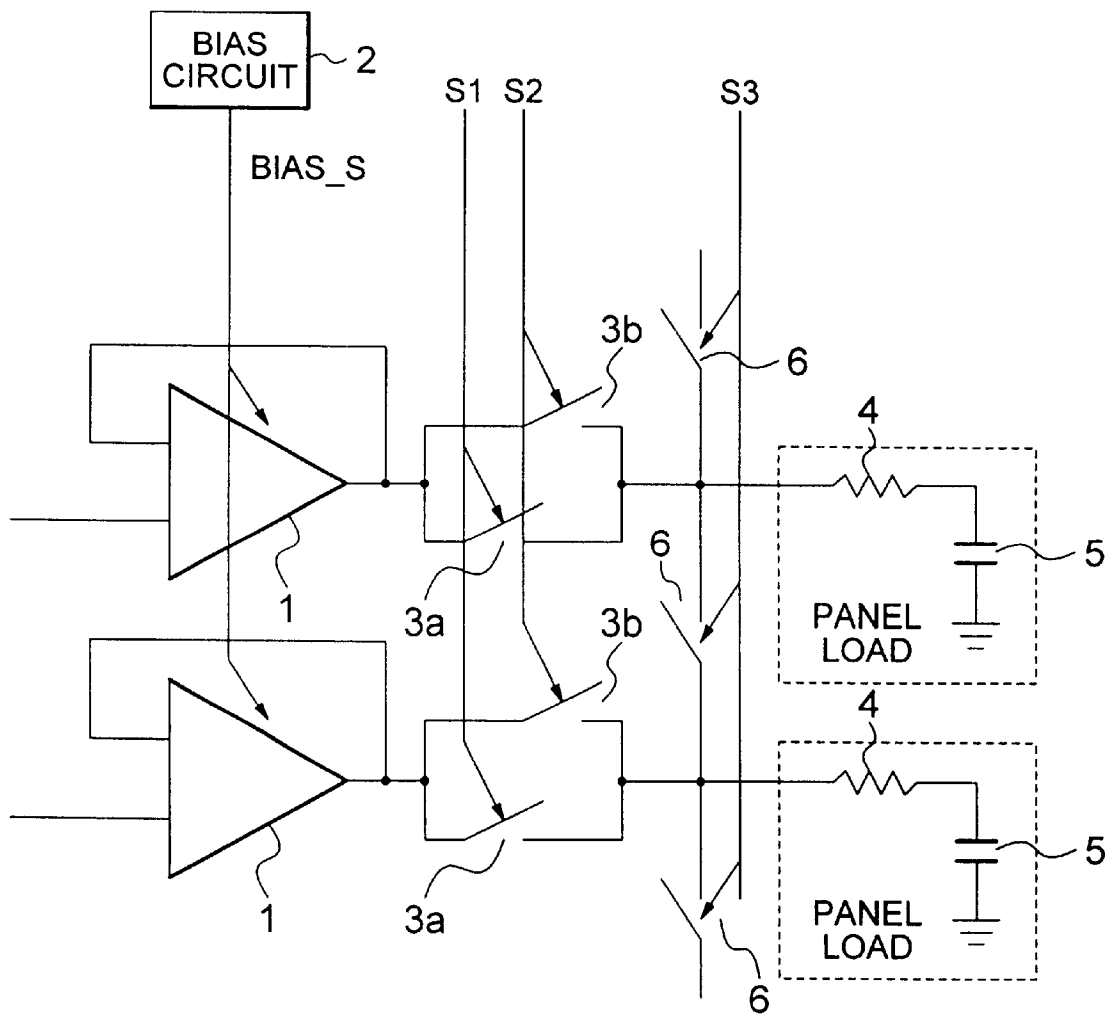 BIAS
CIRCUIT
2
S1 S2 S3
BIAS_S
3b
6
4
1
3a
6
5
PANEL
LOAD
3b
4
1
3a
5
6
PANEL
LOAD